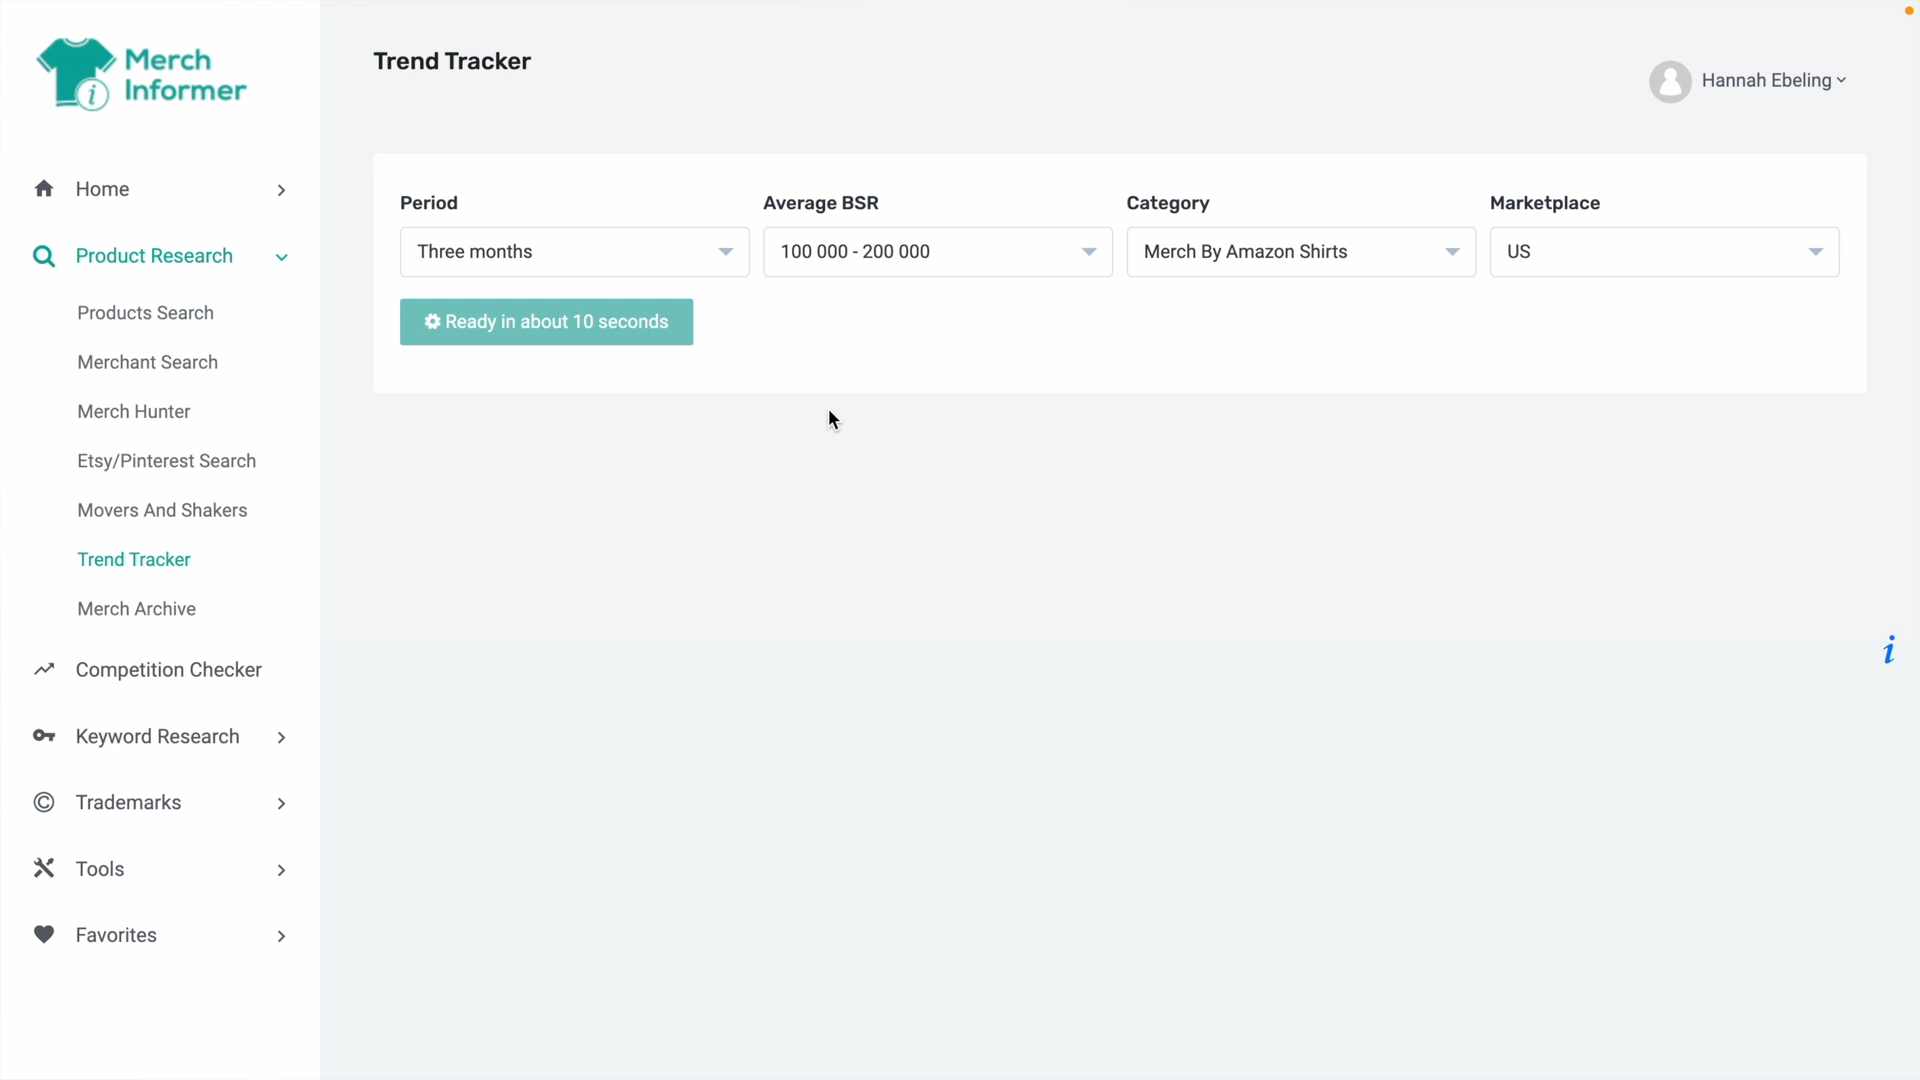 Merch
Informer
Trend Tracker
Hannah Ebeling
Home
Product Research
Products Search
Merchant Search
Merch Hunter
Etsy/Pinterest Search
Movers And Shakers
Trend Tracker
Merch Archive
Competition Checker
Keyword Research
Trademarks
Tools
Favorites
Period
Average BSR
Category
Marketplace
Three months
100 000 - 200 000
Merch By Amazon Shirts
US
Ready in about 10 seconds
i